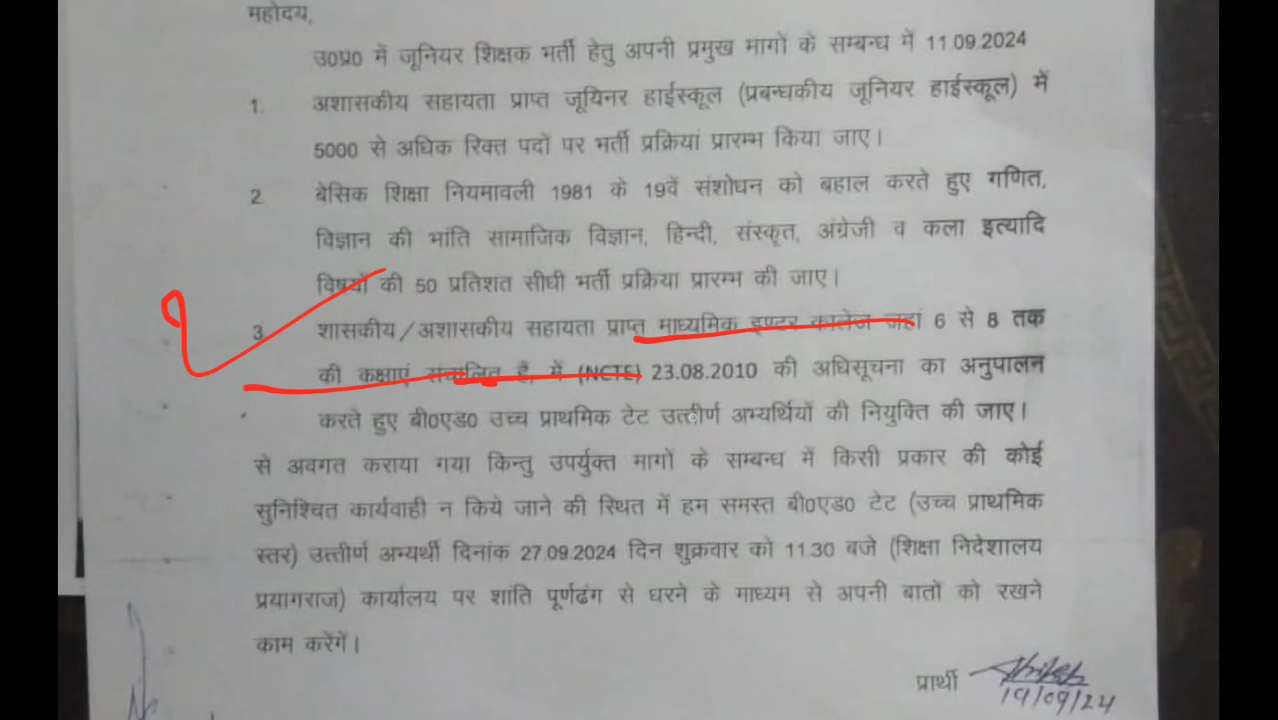 महोदय,
उ0प्र0 में जूनियर शिक्षक भर्ती हेतु अपनी प्रमुख मागों के सम्बन्ध में 11.09.2024
1. अशासकीय सहायता प्राप्त जूयिनर हाईस्कूल (प्रबन्धकीय जूनियर हाईस्कूल) में
5000 से अधिक रिक्त पदों पर भर्ती प्रक्रियां प्रारम्भ किया जाए।
2. बेसिक शिक्षा नियमावली 1981 के 19वें संशोधन को बहाल करते हुए गणित,
विज्ञान की भांति सामाजिक विज्ञान, हिन्दी, संस्कृत, अंग्रेजी व कला इत्यादि
विषयों की 50 प्रतिशत सीधी भर्ती प्रक्रिया प्रारम्भ की जाए।
3. शासकीय/अशासकीय सहायता प्राप्त माध्यमिक इण्टर कालेज जहां 6 से 8 तक
की कक्षाएं संचालित हैं, में (NCTE) 23.08.2010 की अधिसूचना का अनुपालन
करते हुए बी0एड0 उच्च प्राथमिक टेट उत्तीर्ण अभ्यर्थियों की नियुक्ति की जाए।
से अवगत कराया गया किन्तु उपर्युक्त मागों के सम्बन्ध में किसी प्रकार की कोई
सुनिश्चित कार्यवाही न किये जाने की स्थित में हम समस्त बी0एड0 टेट (उच्च प्राथमिक
स्तर) उत्तीर्ण अभ्यर्थी दिनांक 27.09.2024 दिन शुक्रवार को 11.30 बजे (शिक्षा निदेशालय
प्रयागराज) कार्यालय पर शांति पूर्णढंग से धरने के माध्यम से अपनी बातों को रखने
काम करेंगें।
प्रार्थी
19/09/24